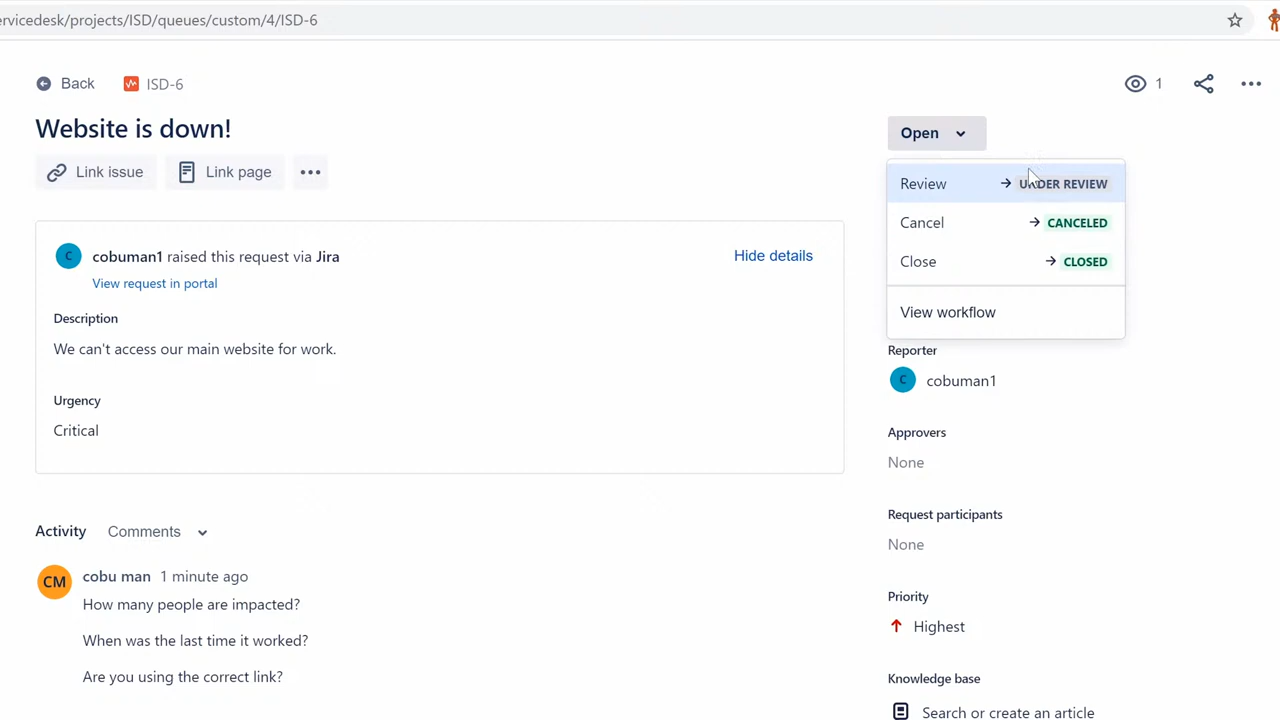 ervicedesk/projects/ISD/queues/custom/4/ISD-6
Back ISD-6
1
Website is down!
Link issue Link page
Open
Review → UNDER REVIEW
Cancel → CANCELED
Close → CLOSED
View workflow
C cobuman1 raised this request via Jira
Hide details
View request in portal
Description
We can't access our main website for work.
Urgency
Critical
Reporter
C cobuman1
Approvers
None
Request participants
None
Priority
Highest
Knowledge base
Search or create an article
Activity Comments
CM cobu man 1 minute ago
How many people are impacted?
When was the last time it worked?
Are you using the correct link?